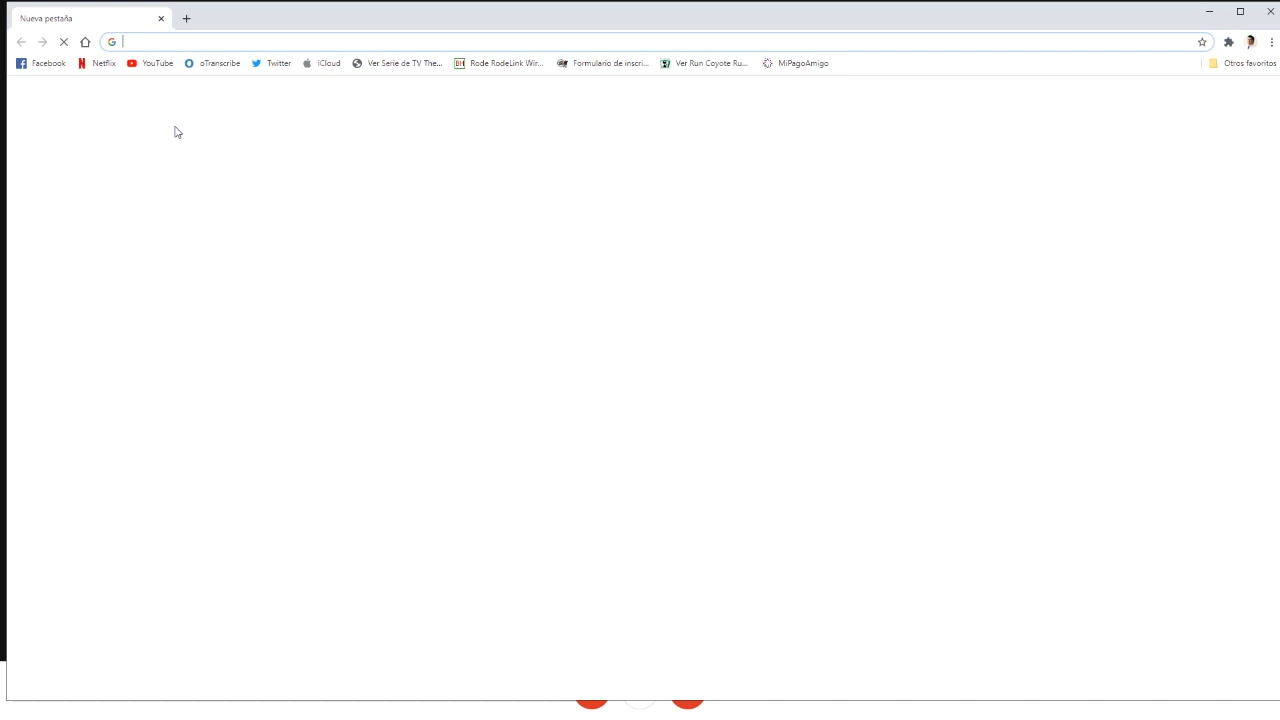 Nueva pestaña
Facebook Netflix YouTube oTranscribe Twitter iCloud Ver Serie de TV The... Rode RodeLink Wir... Formulario de inscri... Ver Run Coyote Ru... MiPagoAmigo Otros favoritos